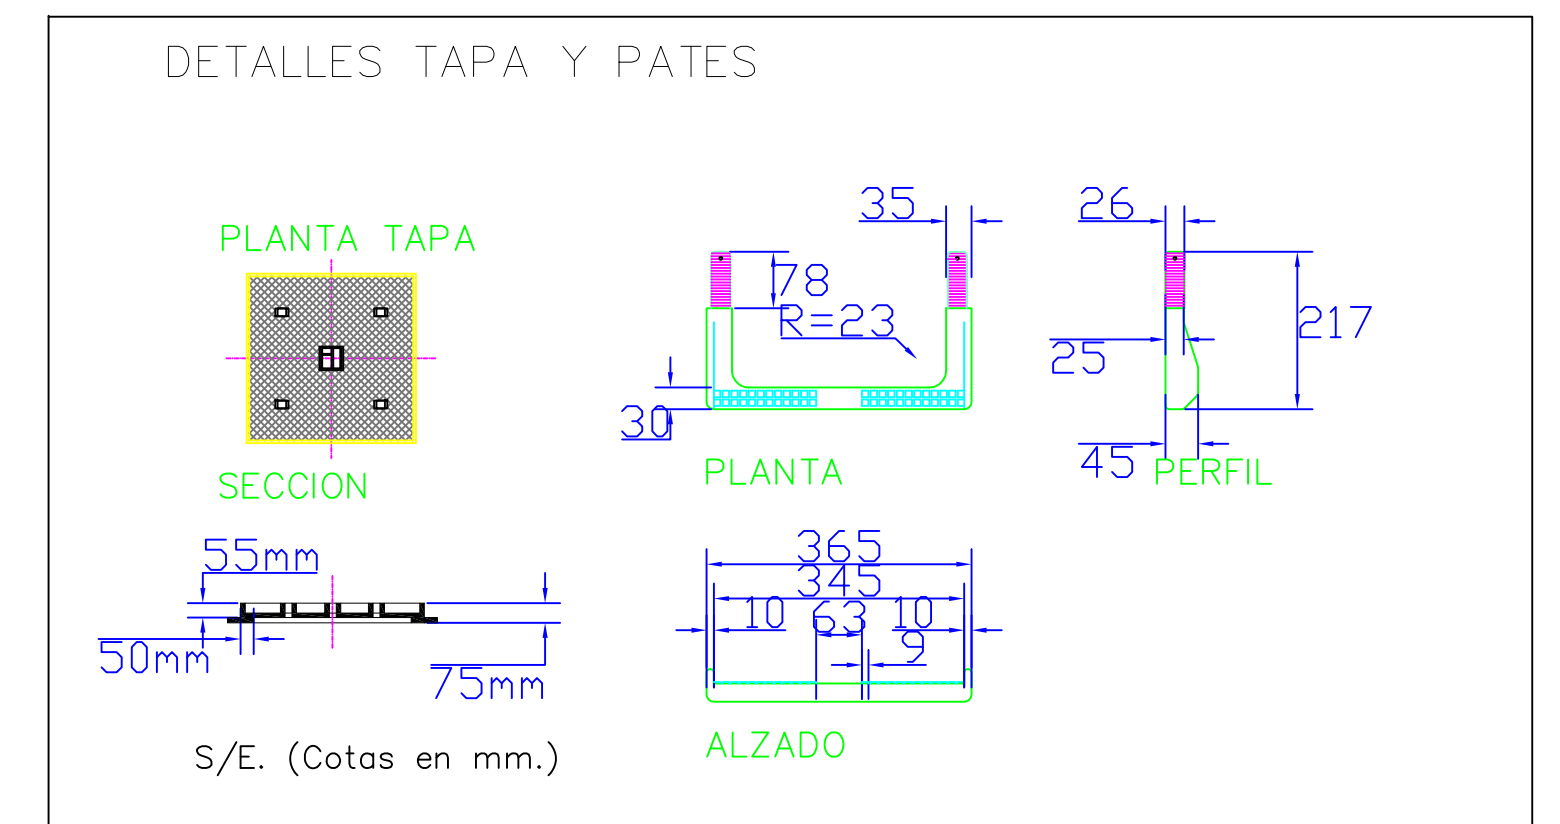 DETALLES TAPA Y PATES
PLANTA TAPA
SECCION
55mm
50mm
75mm
S/E. (Cotas en mm.)
35
78
R=23
30
PLANTA
26
217
25
45
PERFIL
365
345
10
63
10
9
ALZADO